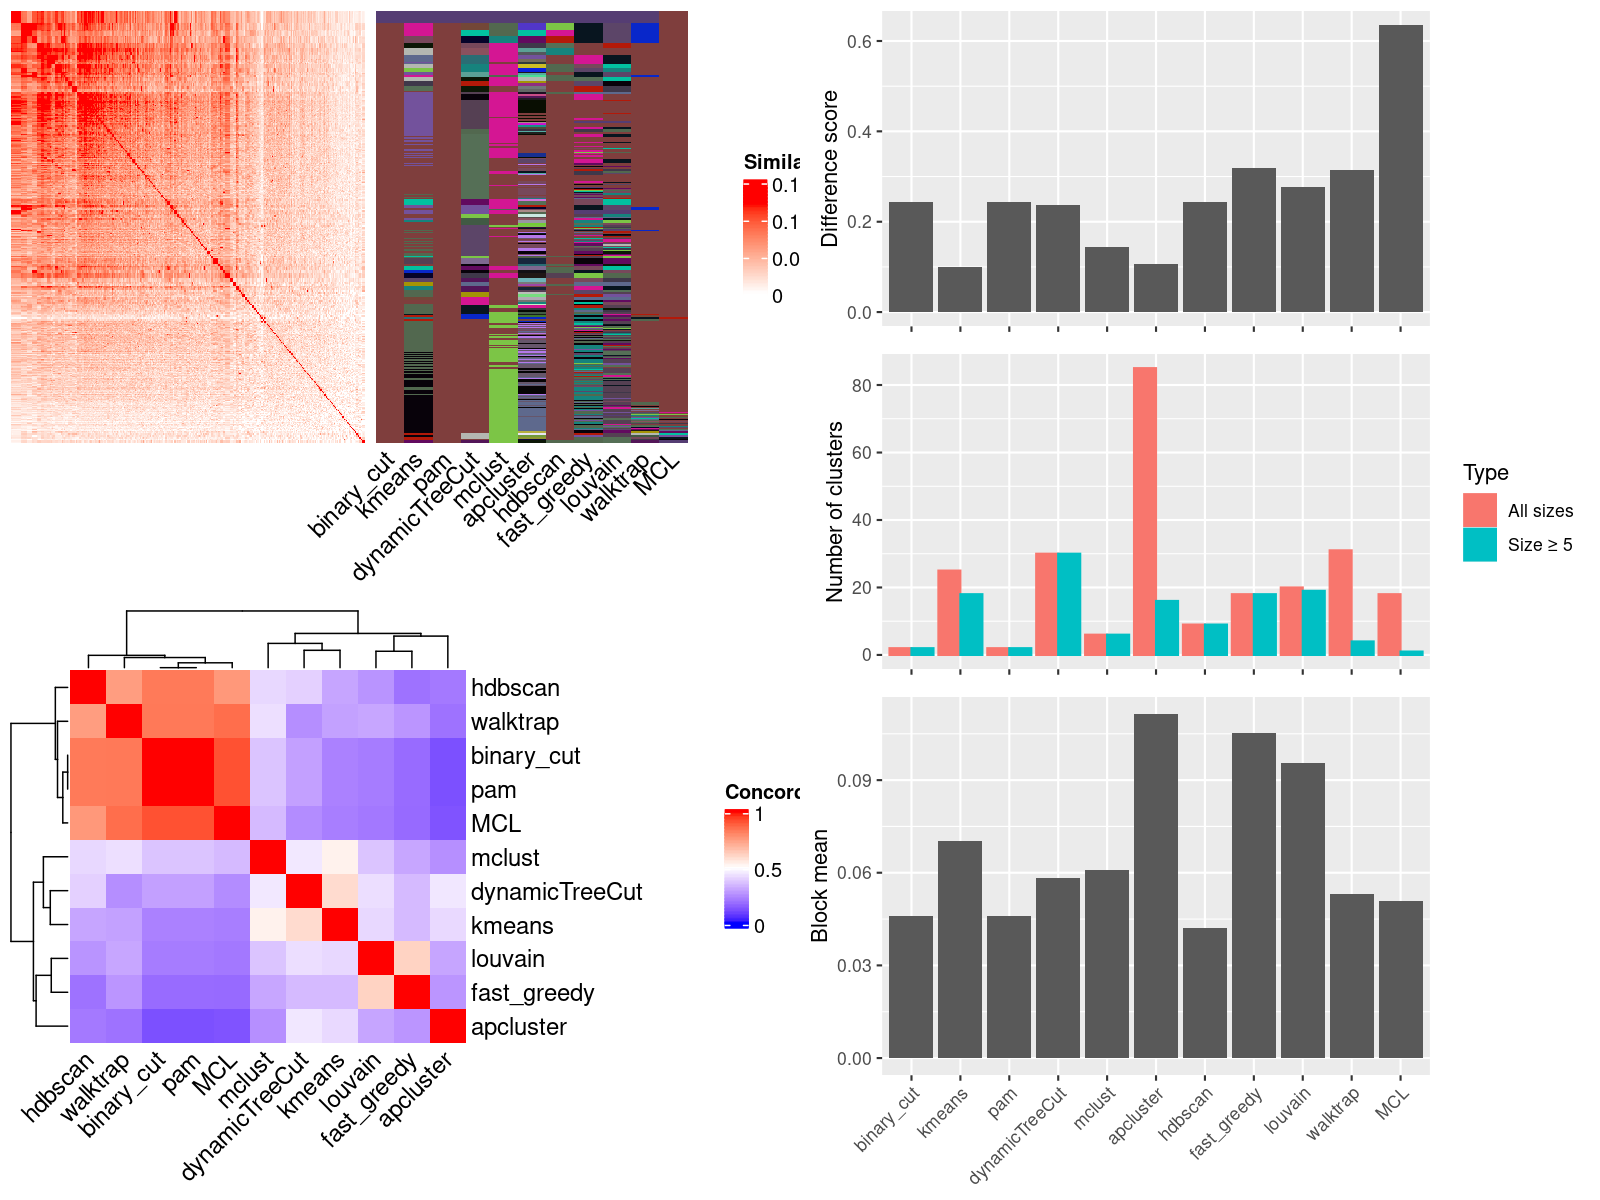 Simila
0.1
0.1
0.0
0
binary_cut
kmeans
pam
dynamicTreeCut
mclust
apcluster
hdbscan
fast_greedy
louvain
walktrap
MCL
hdbscan
walktrap
binary_cut
pam
MCL
mclust
dynamicTreeCut
kmeans
louvain
fast_greedy
apcluster
hdbscan
walktrap
binary_cut
pam
MCL
mclust
dynamicTreeCut
kmeans
louvain
fast_greedy
apcluster
Concord
1
0.5
0
Difference score
0.6
0.4
0.2
0.0
Number of clusters
80
60
40
20
0
Type
All sizes
Size ≥ 5
Block mean
0.09
0.06
0.03
0.00
binary_cut
kmeans
pam
dynamicTreeCut
mclust
apcluster
hdbscan
fast_greedy
louvain
walktrap
MCL